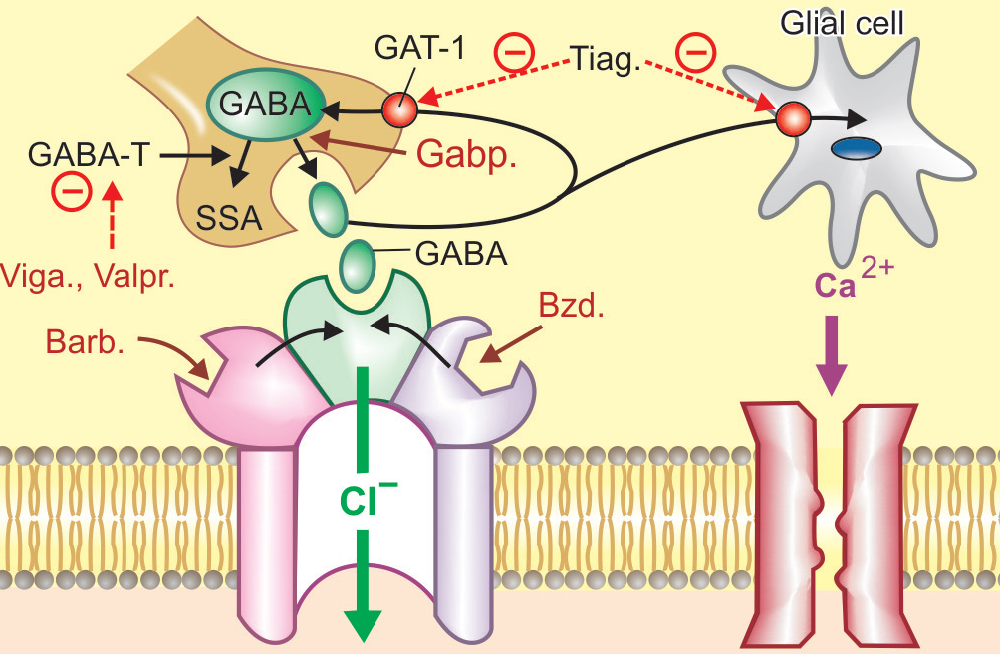 Glial cell
GAT-1
−
Tiag.
−
GABA
GABA-T
Gabp.
−
SSA
GABA
Viga., Valpr.
Ca2+
Bzd.
Barb.
Cl−